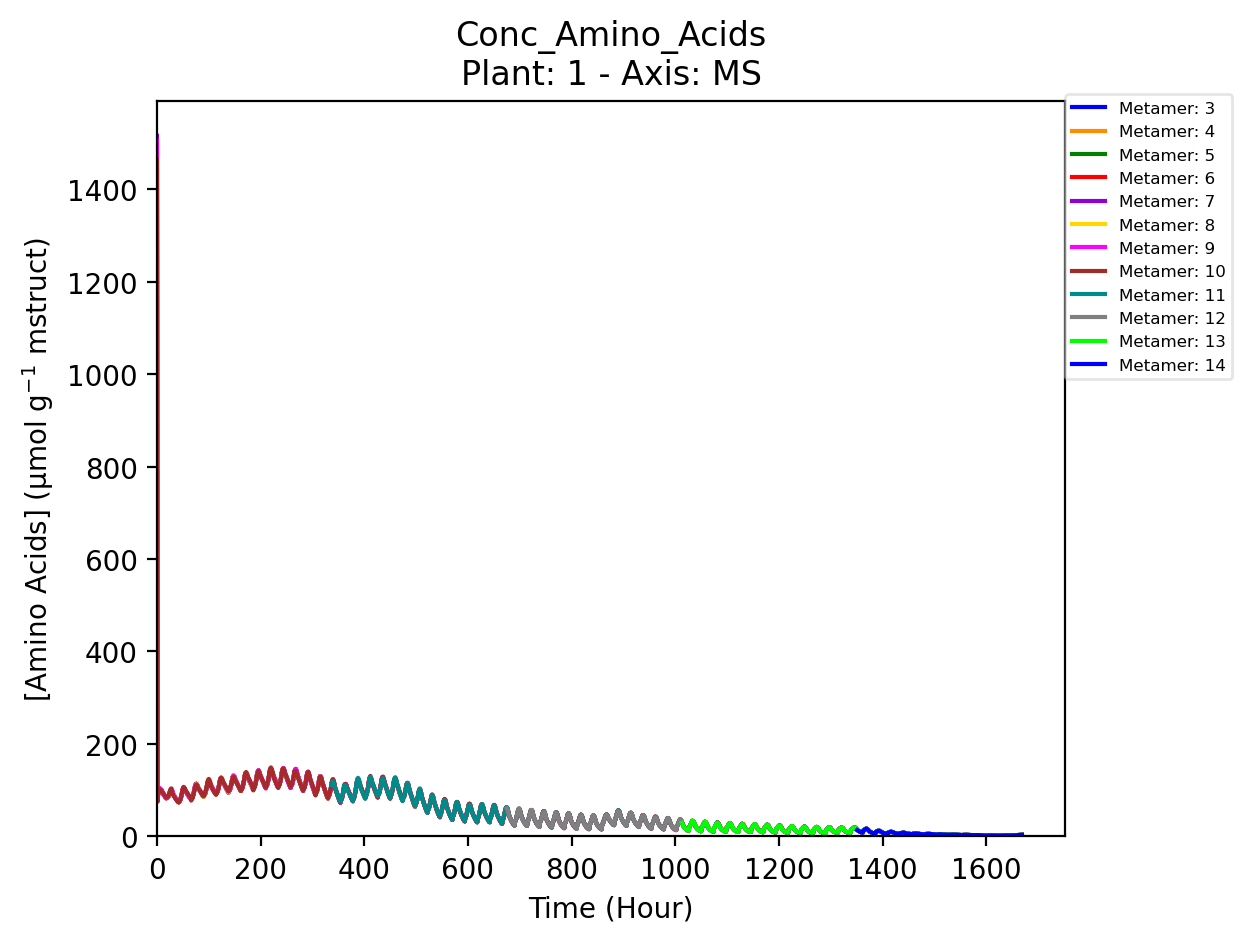 Conc_Amino_Acids
Plant: 1 - Axis: MS
[Amino Acids] (µmol g⁻¹ mstruct)
1400
1200
1000
800
600
400
200
0
0 200 400 600 800 1000 1200 1400 1600
Time (Hour)
Metamer: 3
Metamer: 4
Metamer: 5
Metamer: 6
Metamer: 7
Metamer: 8
Metamer: 9
Metamer: 10
Metamer: 11
Metamer: 12
Metamer: 13
Metamer: 14